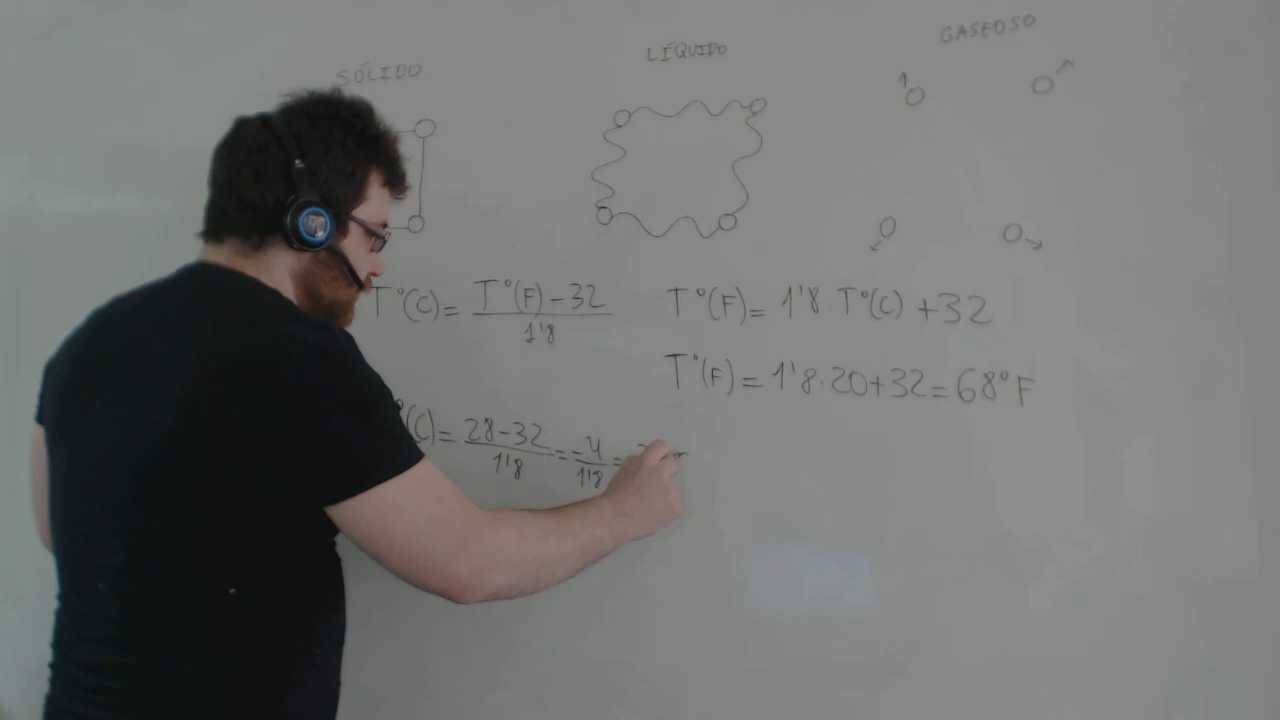 SÓLIDO
LÍQUIDO
GASEOSO
T°(C) = T°(F) - 32 / 1'8
T°(F) = 1'8 T°(C) + 32
T°(F) = 1'8 · 20 + 32 = 68°F
(C) = 28 - 32 / 1'8 = -4 / 1'8 =